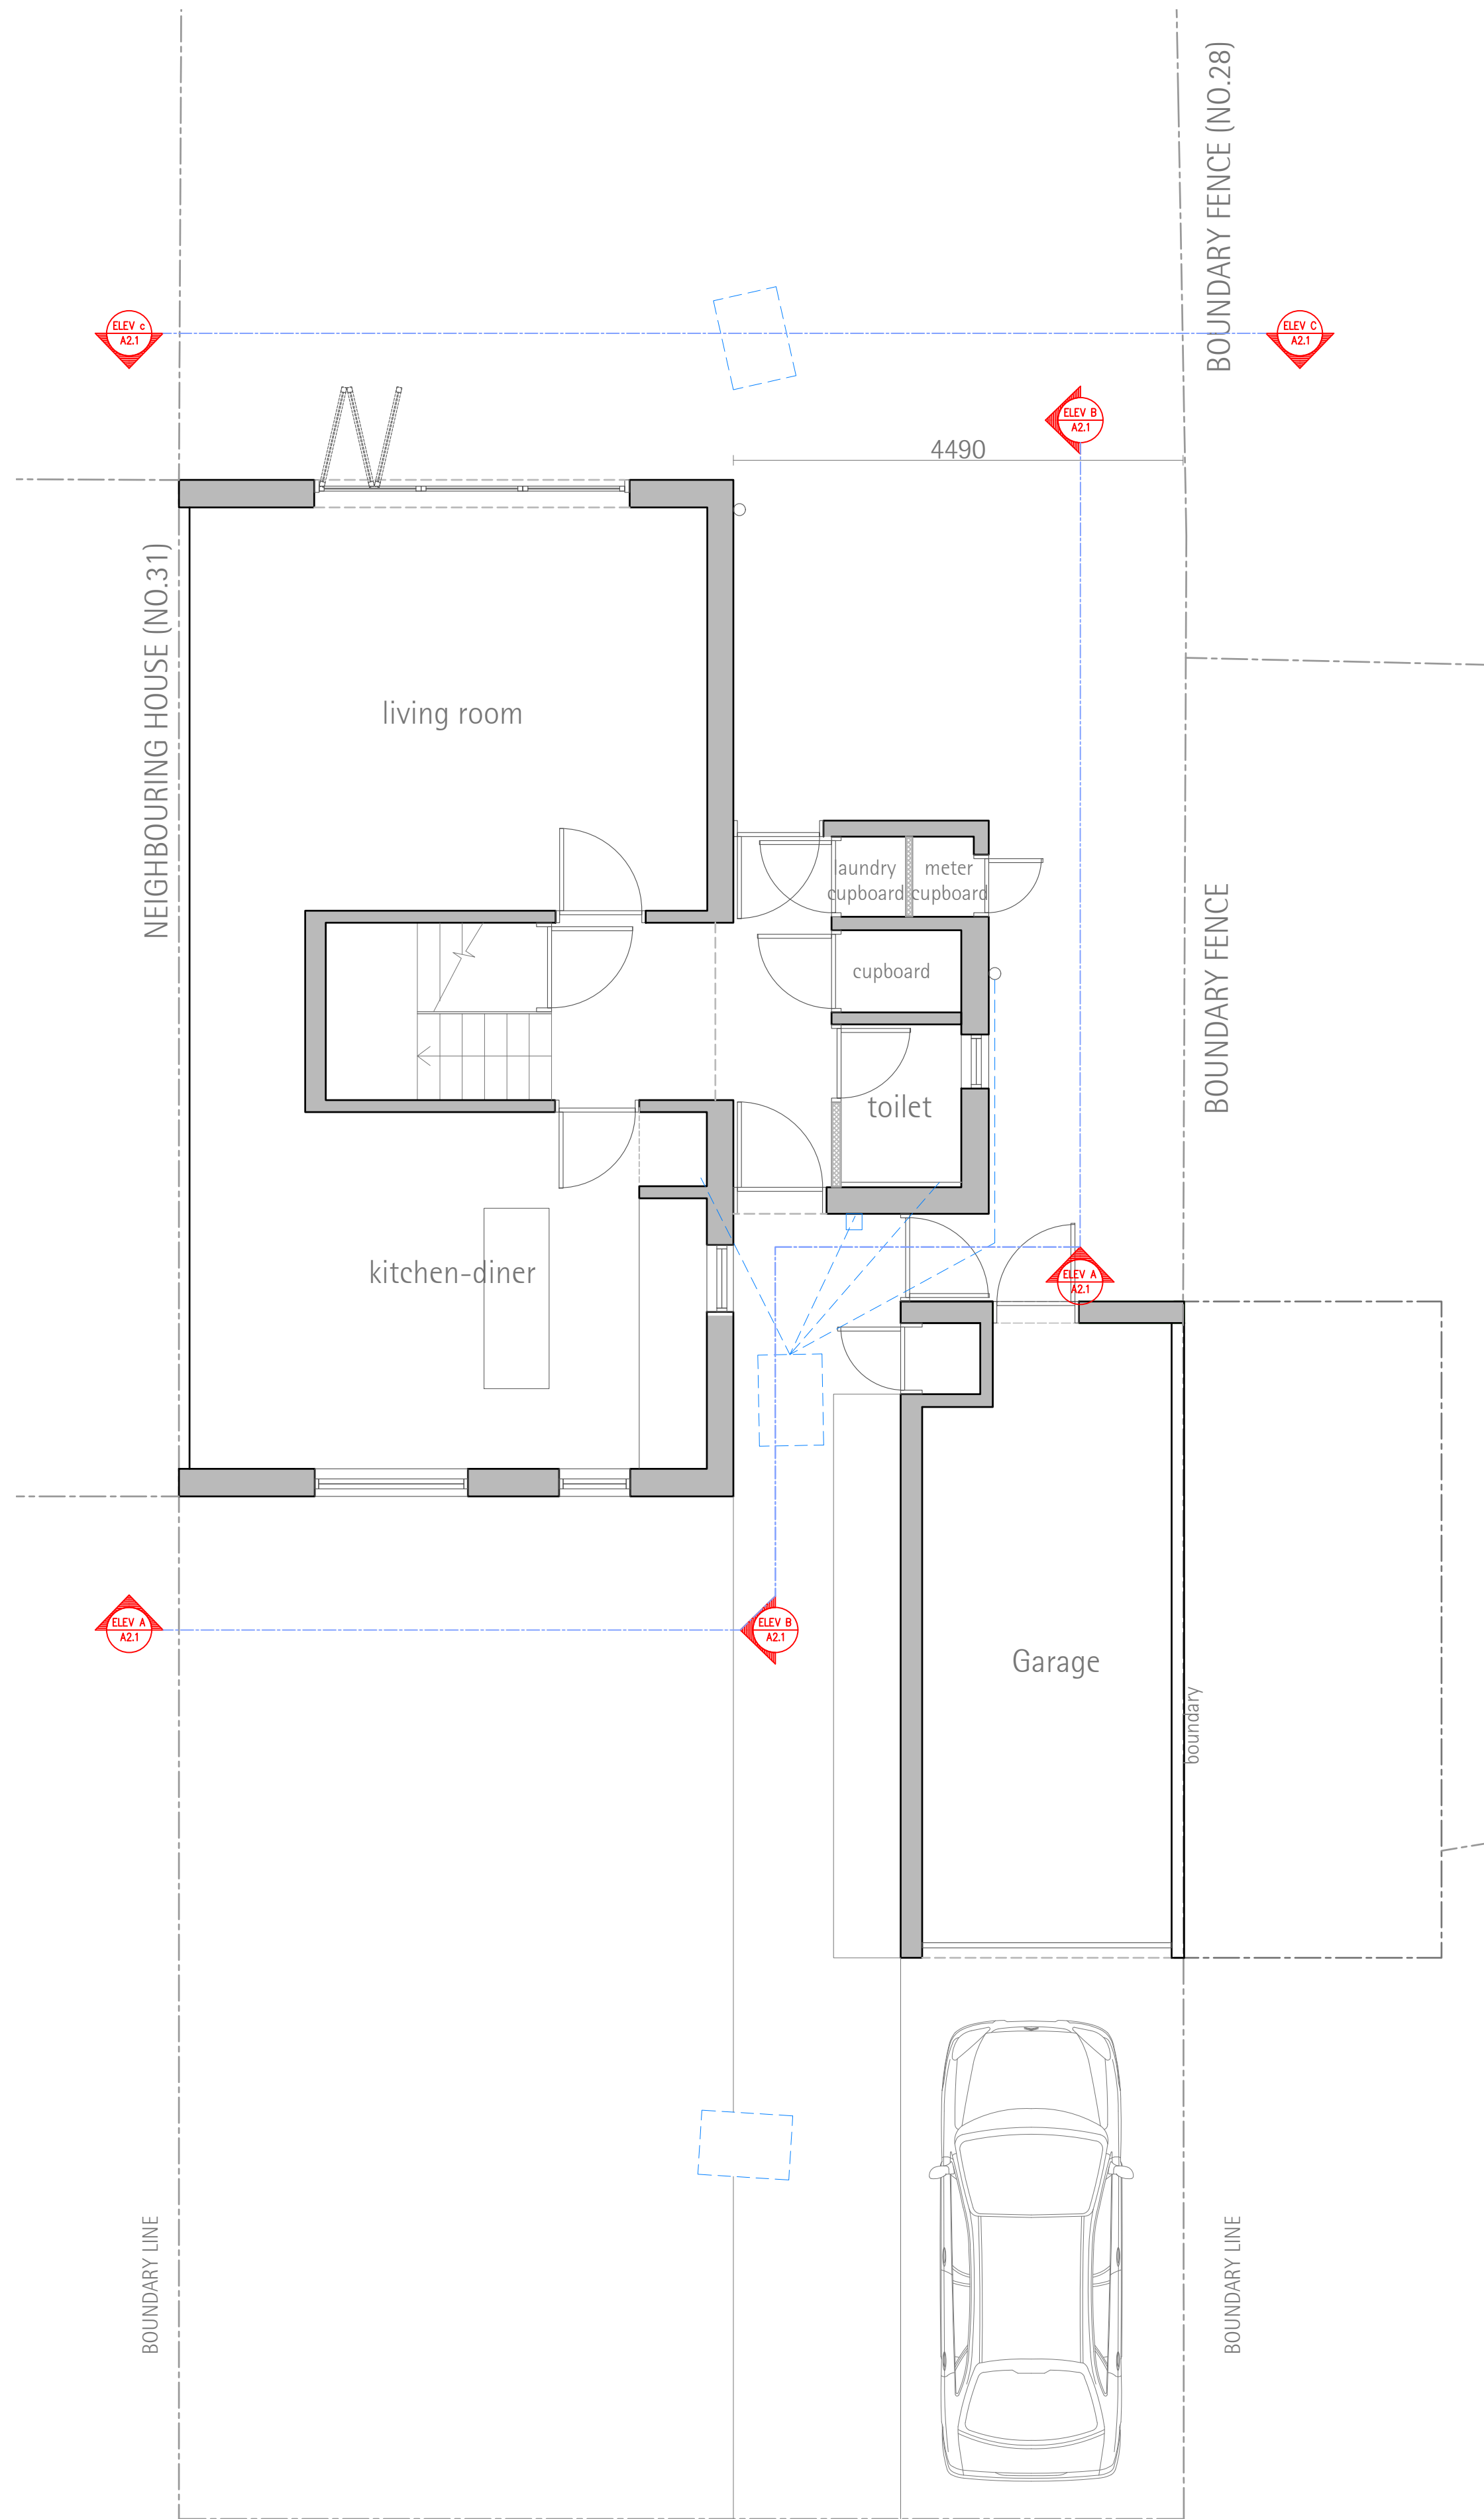 BOUNDARY FENCE (NO.28)
ELEV c
A2.1
ELEV C
A2.1
ELEV B
A2.1
4490
NEIGHBOURING HOUSE (NO.31)
living room
laundry
cupboard
meter
cupboard
BOUNDARY FENCE
cupboard
toilet
kitchen-diner
ELEV A
A2.1
ELEV A
A2.1
ELEV B
A2.1
Garage
boundary
BOUNDARY LINE
BOUNDARY LINE